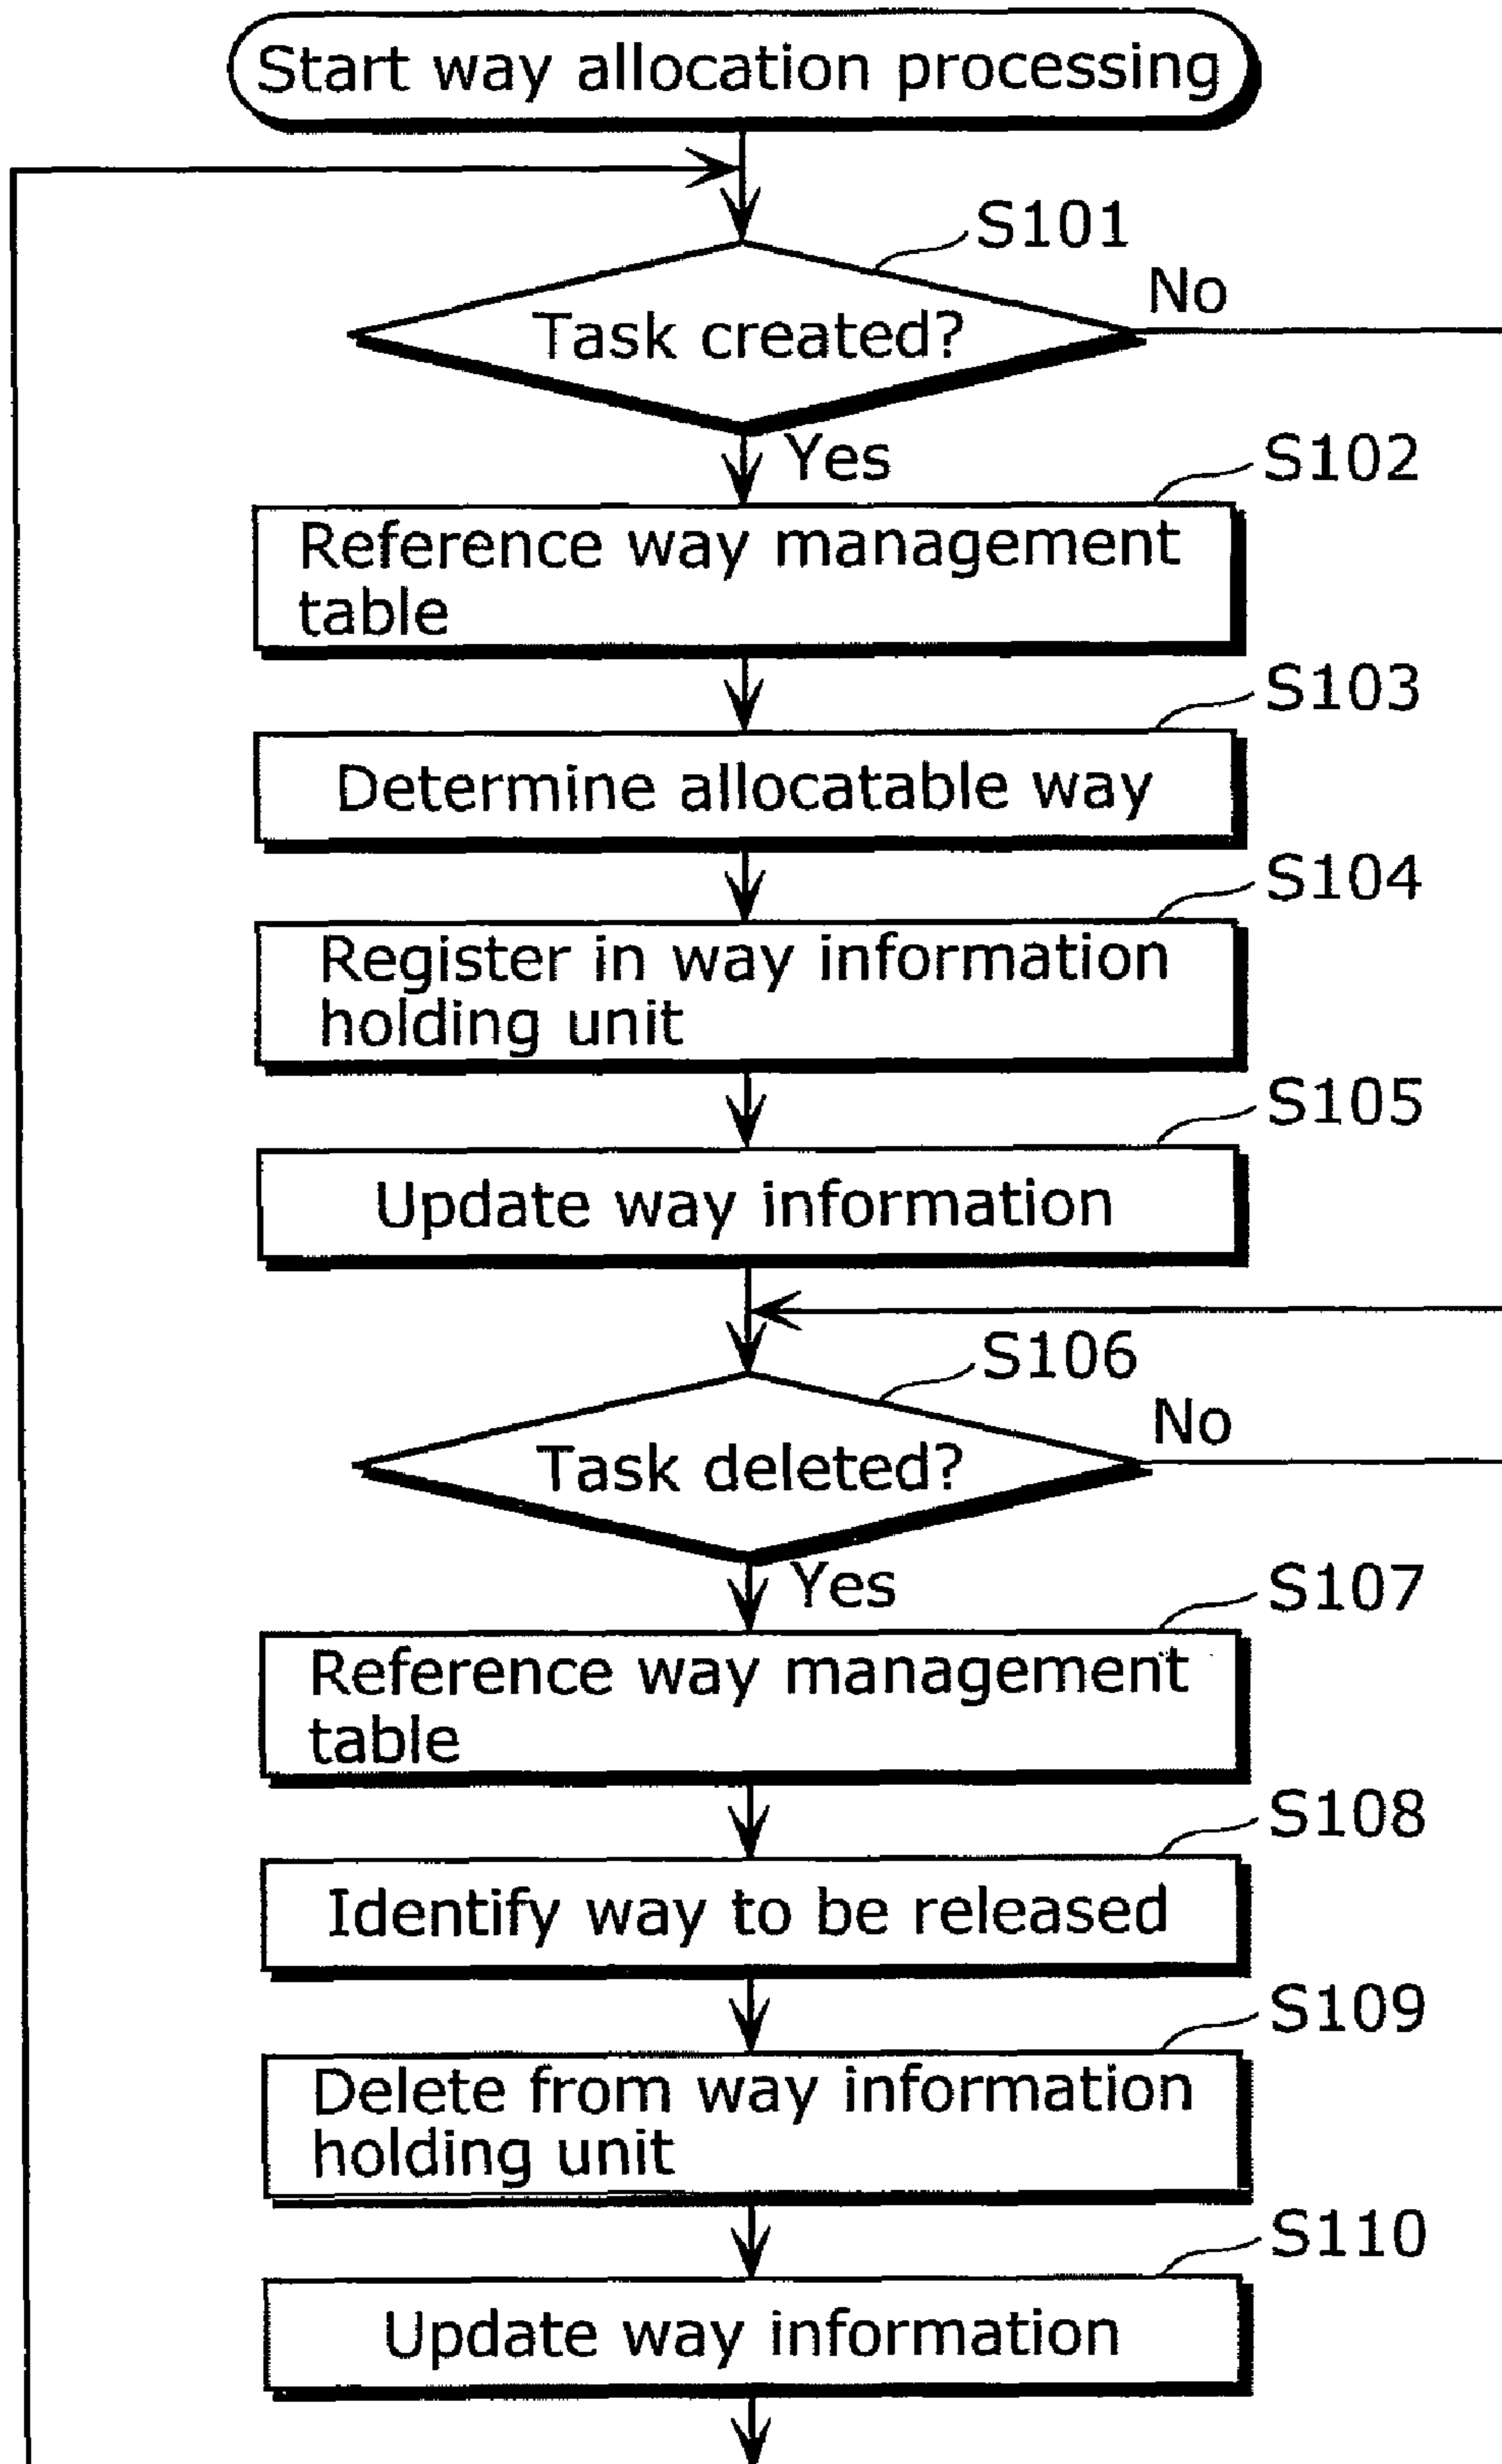 Start way allocation processing
S101
No
Task created?
Yes
S102
Reference way management
table
S103
Determine allocatable way
S104
Register in way information
holding unit
S105
Update way information
S106
No
Task deleted?
Yes
S107
Reference way management
table
S108
Identify way to be released
S109
Delete from way information
holding unit
S110
Update way information